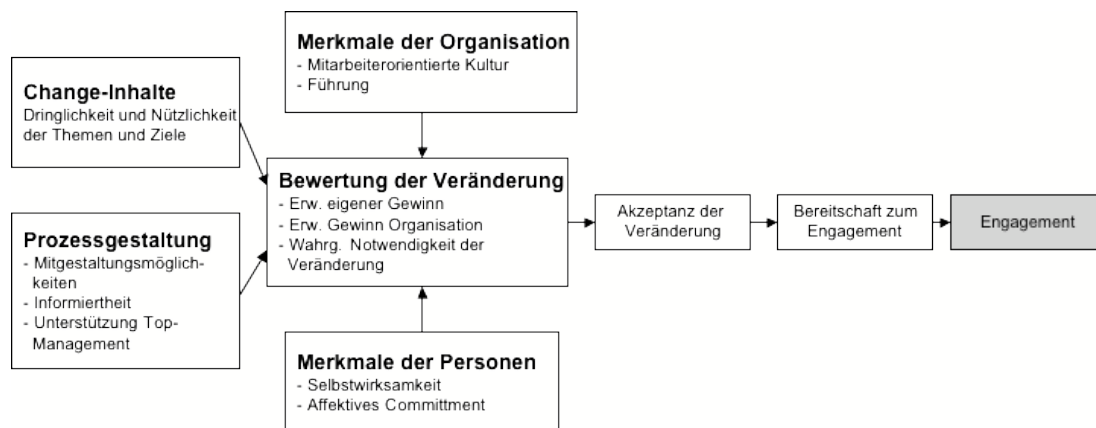 Merkmale der Organisation
- Mitarbeiterorientierte Kultur
- Führung
Change-Inhalte
Dringlichkeit und Nützlichkeit
der Themen und Ziele
Bewertung der Veränderung
- Erw. eigener Gewinn
- Erw. Gewinn Organisation
- Wahrg. Notwendigkeit der
Veränderung
Prozessgestaltung
- Mitgestaltungsmöglich-
keiten
- Informiertheit
- Unterstützung Top-
Management
Merkmale der Personen
- Selbstwirksamkeit
- Affektives Committment
Akzeptanz der
Veränderung
Bereitschaft zum
Engagement
Engagement